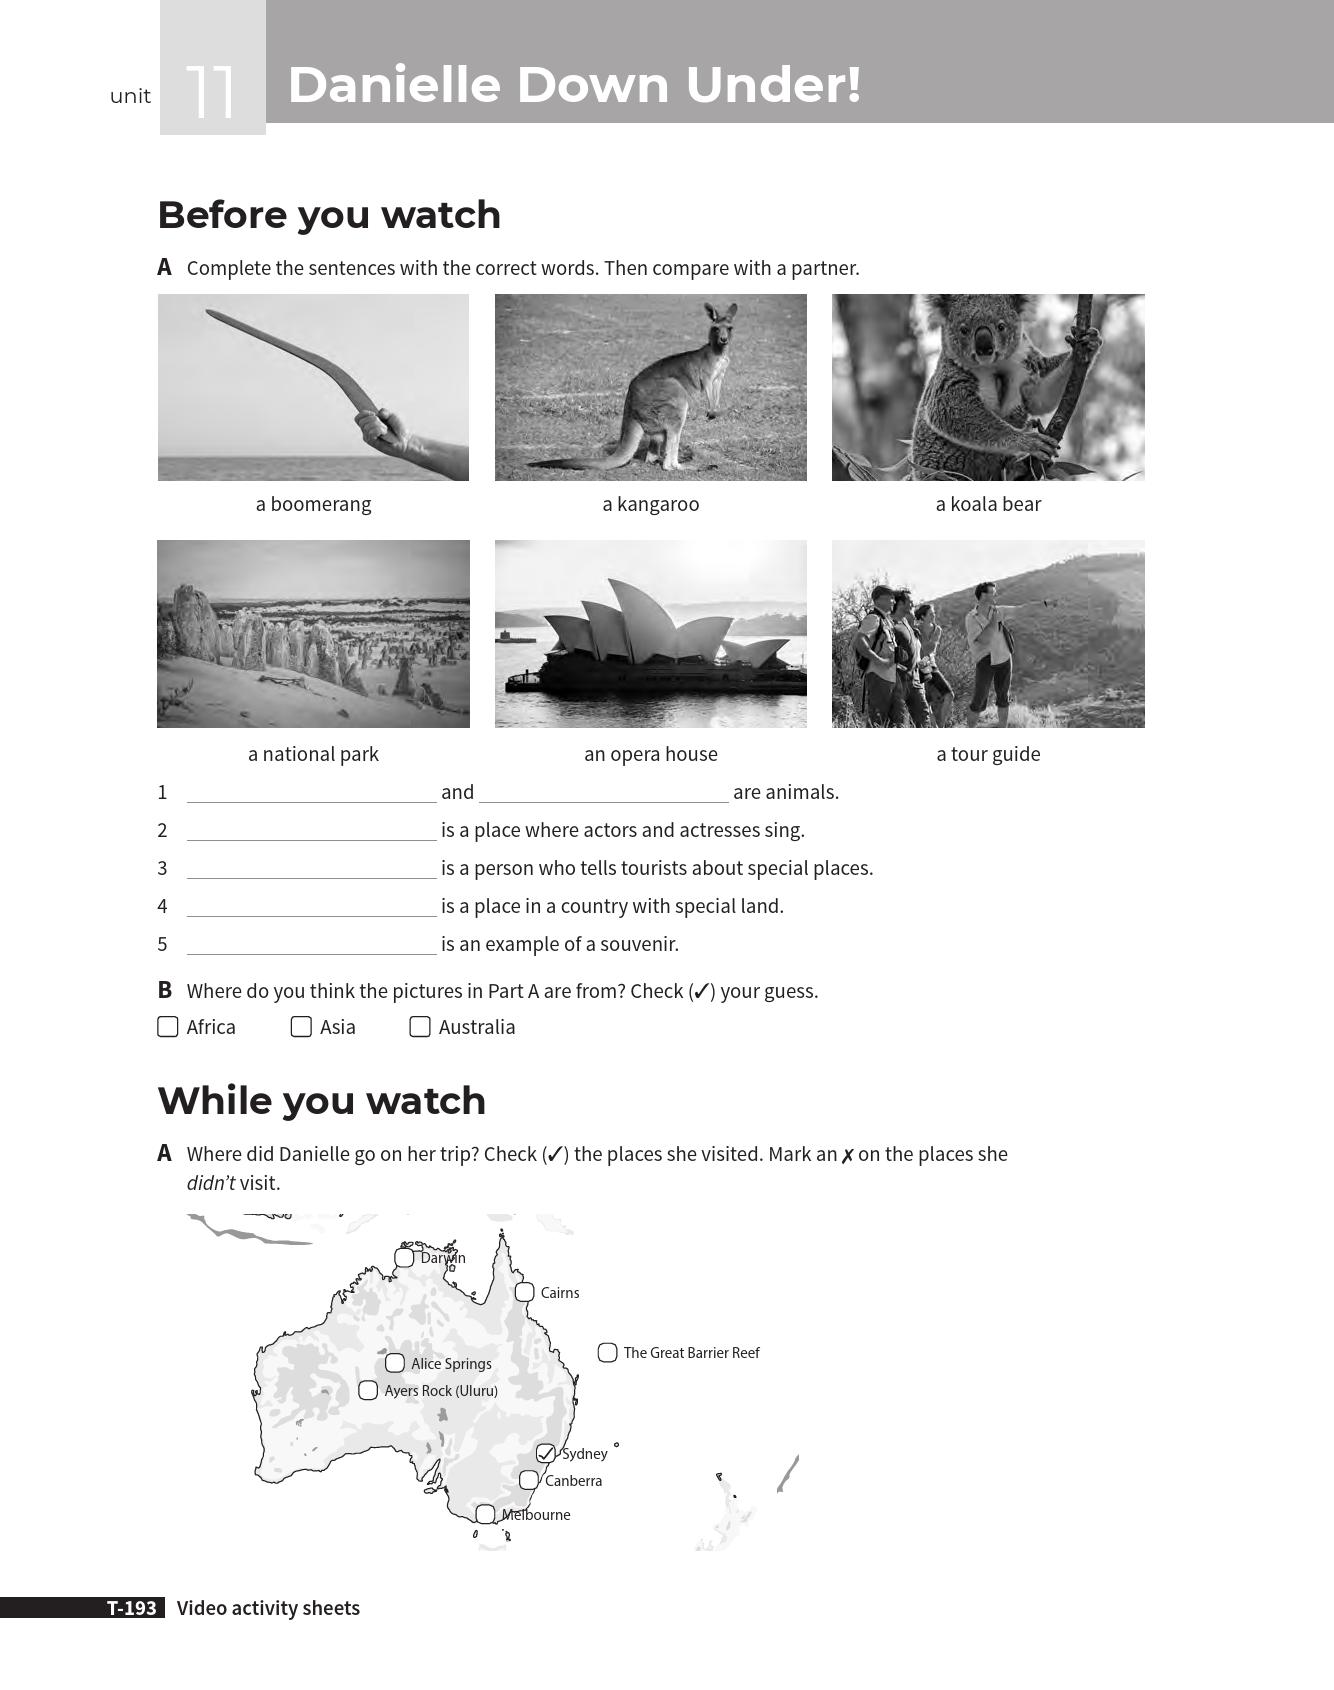 unit 11 Danielle Down Under!
Before you watch
A Complete the sentences with the correct words. Then compare with a partner.
a boomerang a kangaroo a koala bear
a national park an opera house a tour guide
1 ____ and ____ are animals.
2 ____ is a place where actors and actresses sing.
3 ____ is a person who tells tourists about special places.
4 ____ is a place in a country with special land.
5 ____ is an example of a souvenir.
B Where do you think the pictures in Part A are from? Check (✓) your guess.
☐ Africa ☐ Asia ☐ Australia
While you watch
A Where did Danielle go on her trip? Check (✓) the places she visited. Mark an ✗ on the places she
didn't visit.
Darwin
Cairns
The Great Barrier Reef
Alice Springs
Ayers Rock (Uluru)
Sydney
Canberra
Melbourne
T-193 Video activity sheets